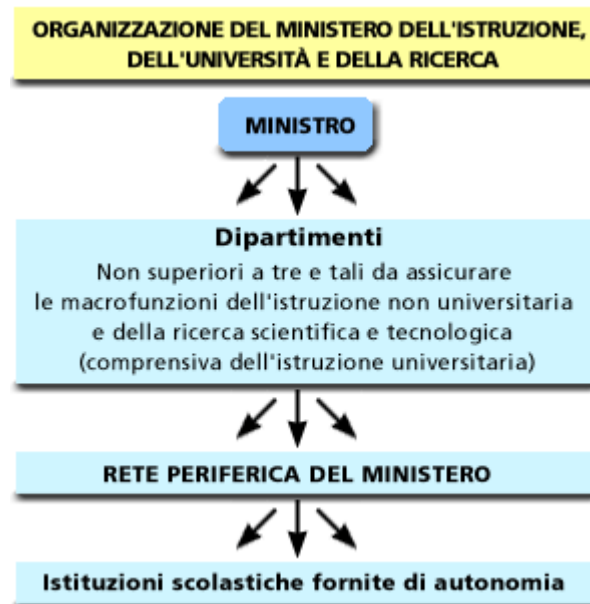 ORGANIZZAZIONE DEL MINISTERO DELL'ISTRUZIONE,
DELL'UNIVERSITÀ E DELLA RICERCA
MINISTRO
Dipartimenti
Non superiori a tre e tali da assicurare
le macrofunzioni dell'istruzione non universitaria
e della ricerca scientifica e tecnologica
(comprensiva dell'istruzione universitaria)
RETE PERIFERICA DEL MINISTERO
Istituzioni scolastiche fornite di autonomia